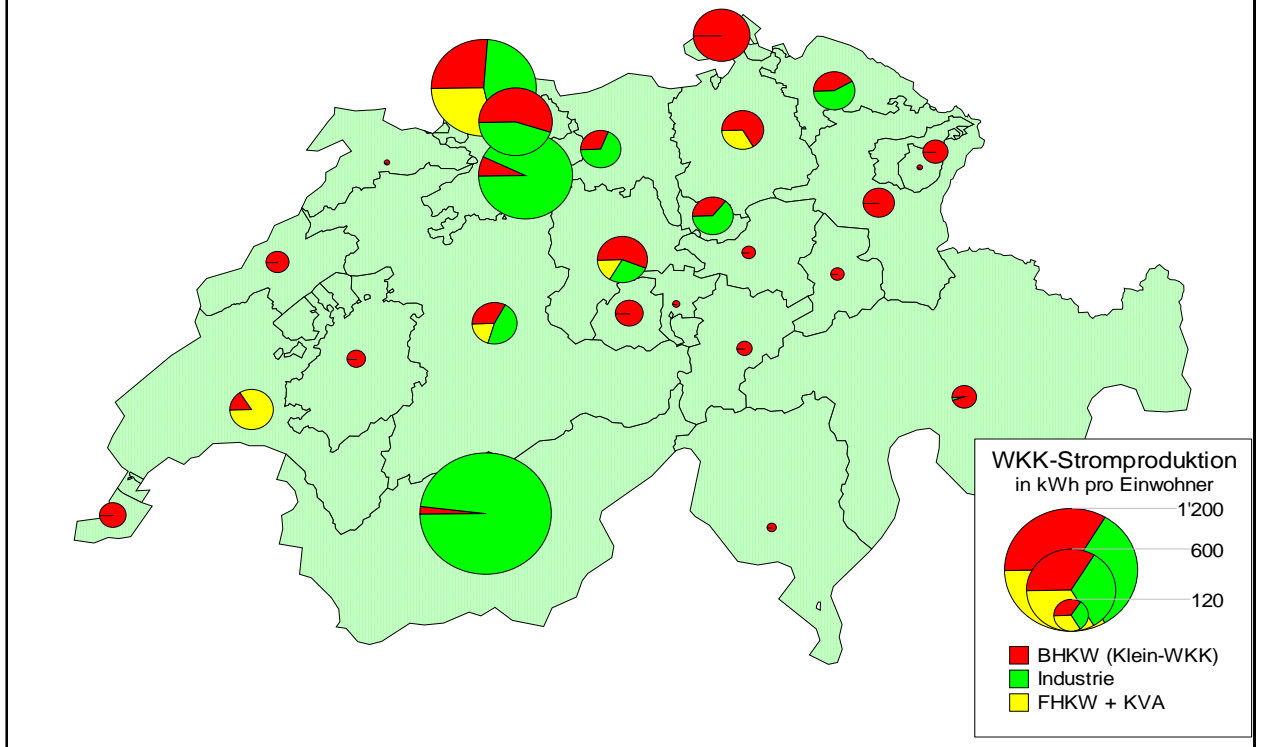 WKK-Stromproduktion
in kWh pro Einwohner
1'200
600
120
BHKW (Klein-WKK)
Industrie
FHKW + KVA